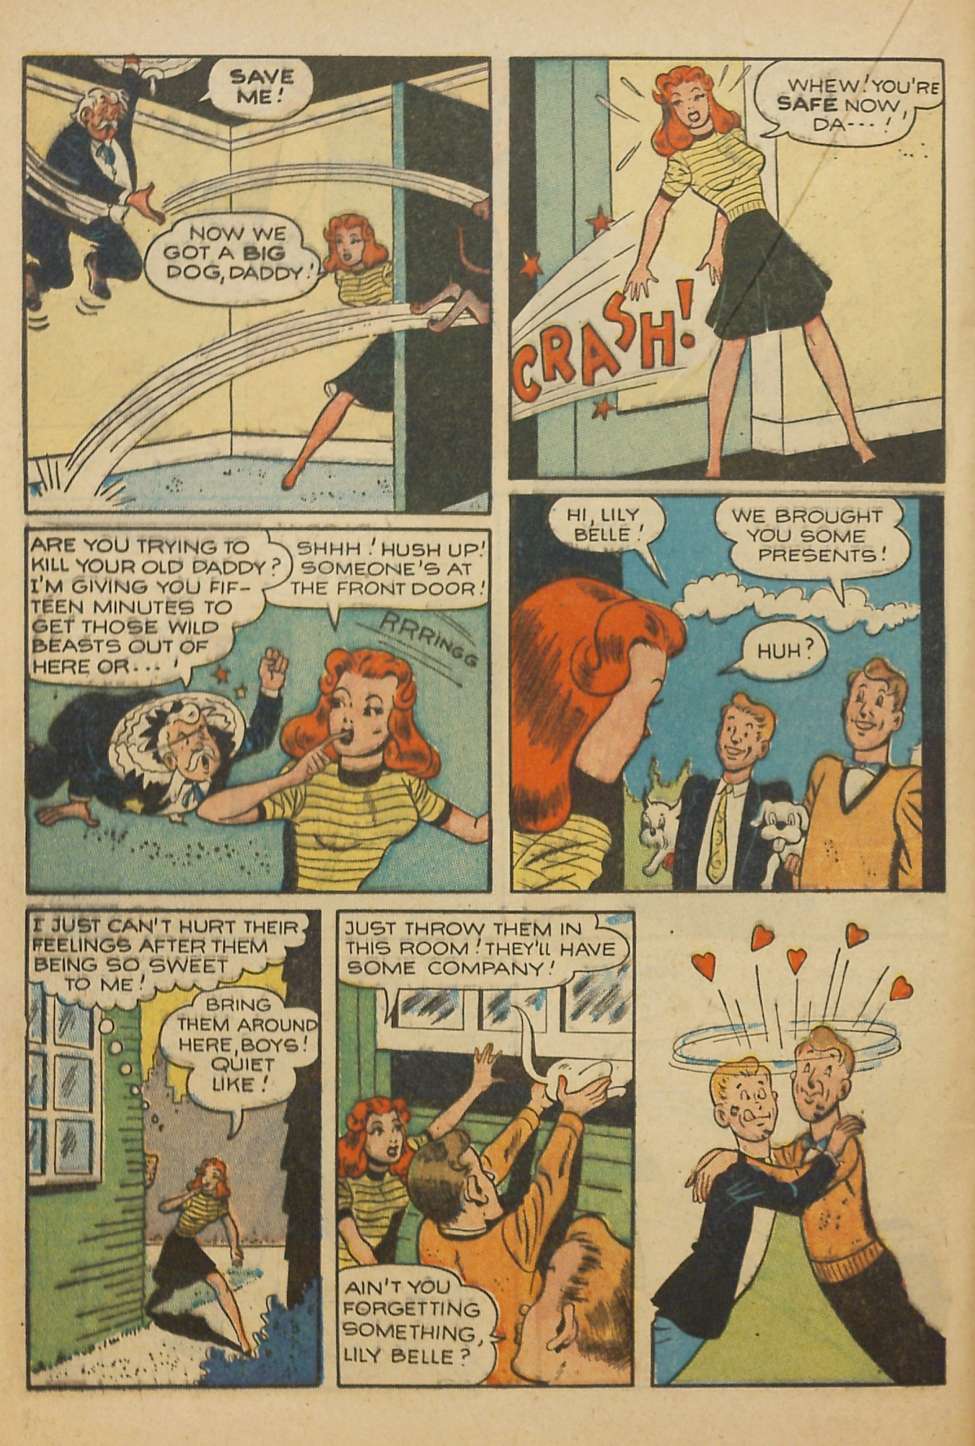 SAVE
ME!
NOW WE
GOT A BIG
DOG, DADDY!
WHEW! YOU'RE
SAFE NOW,
DA---!
CRASH!
ARE YOU TRYING TO
KILL YOUR OLD DADDY?
I'M GIVING YOU FIF-
TEEN MINUTES TO
GET THOSE WILD
BEASTS OUT OF
HERE OR...!
SHHH! HUSH UP!
SOMEONE'S AT
THE FRONT DOOR!
RRRINGG
HI, LILY
BELLE!
WE BROUGHT
YOU SOME
PRESENTS!
HUH?
I JUST CAN'T HURT THEIR
FEELINGS AFTER THEM
BEING SO SWEET
TO ME!
BRING
THEM AROUND
HERE, BOYS!
QUIET
LIKE!
JUST THROW THEM IN
THIS ROOM! THEY'LL HAVE
SOME COMPANY!
AIN'T YOU
FORGETTING
SOMETHING,
LILY BELLE?